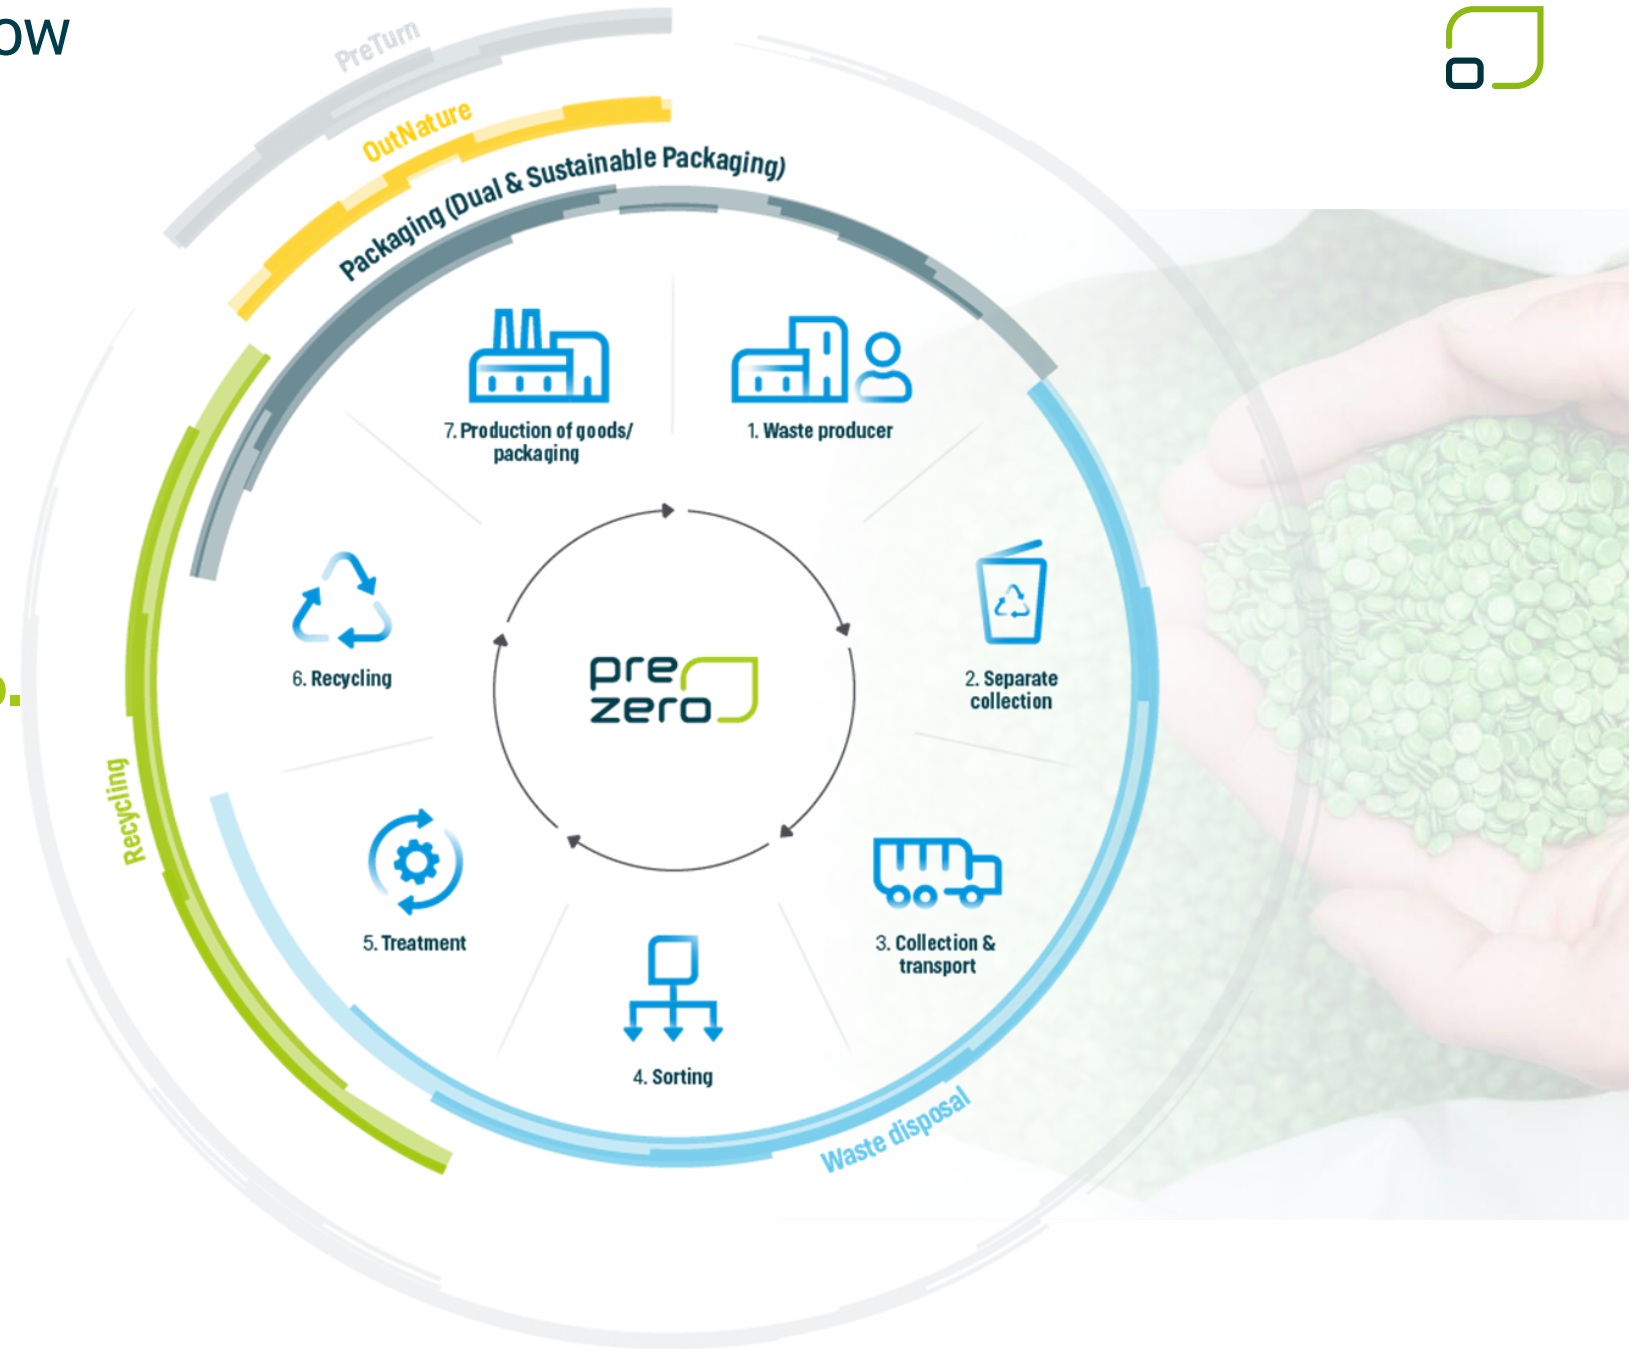 ow
PreTurn
OutNature
Packaging (Dual & Sustainable Packaging)
7. Production of goods/
packaging
1. Waste producer
6. Recycling
pre
zero
2. Separate
collection
Recycling
5. Treatment
3. Collection &
transport
4. Sorting
Waste disposal